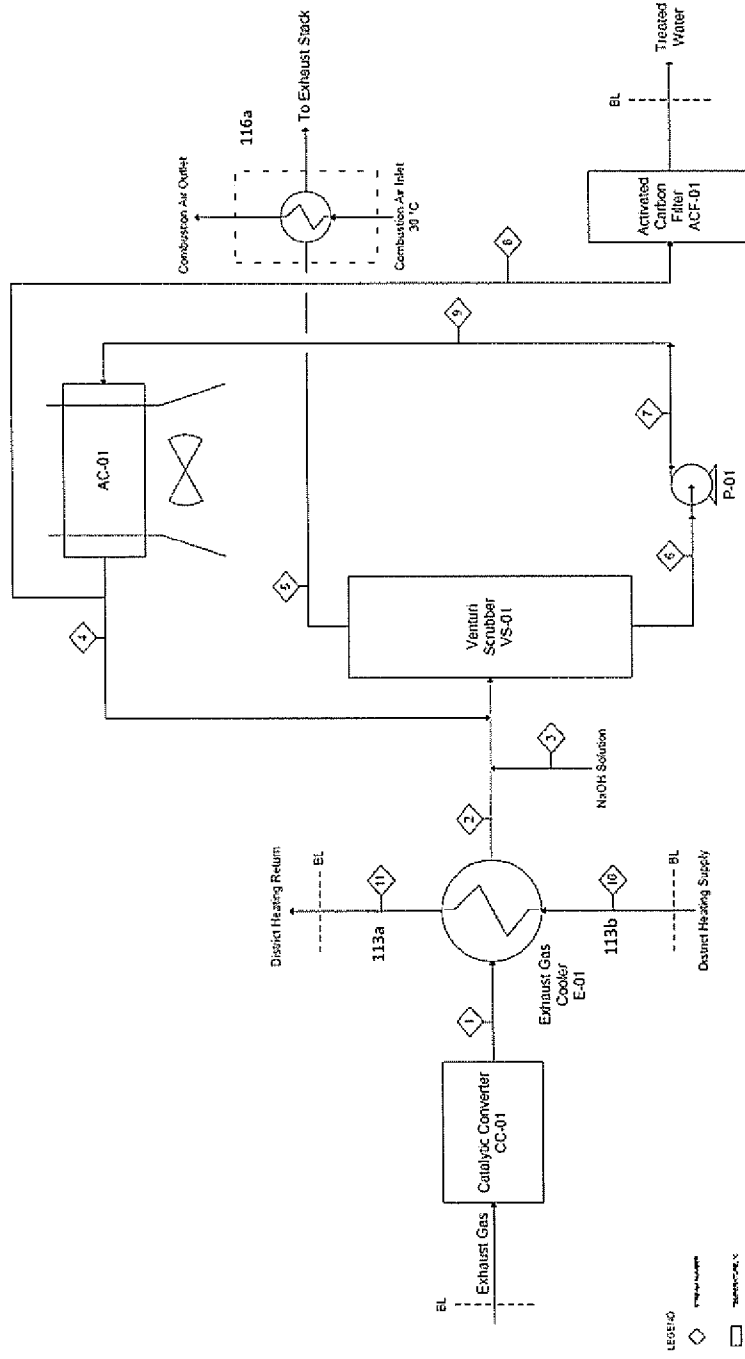 BL
Exhaust Gas
Catalytic Converter
CC-01
1
Exhaust Gas
Cooler
E-01
District Heating Return
BL
11
113a
113b
10
BL
District Heating Supply
2
3
NaOH Solution
4
AC-01
Venturi
Scrubber
VS-01
5
6
P-01
7
9
8
Combustion Air Outlet
116a
To Exhaust Stack
Combustion Air Inlet
30 °C
Activated
Carbon
Filter
ACF-01
BL
Treated
Water
LEGEND